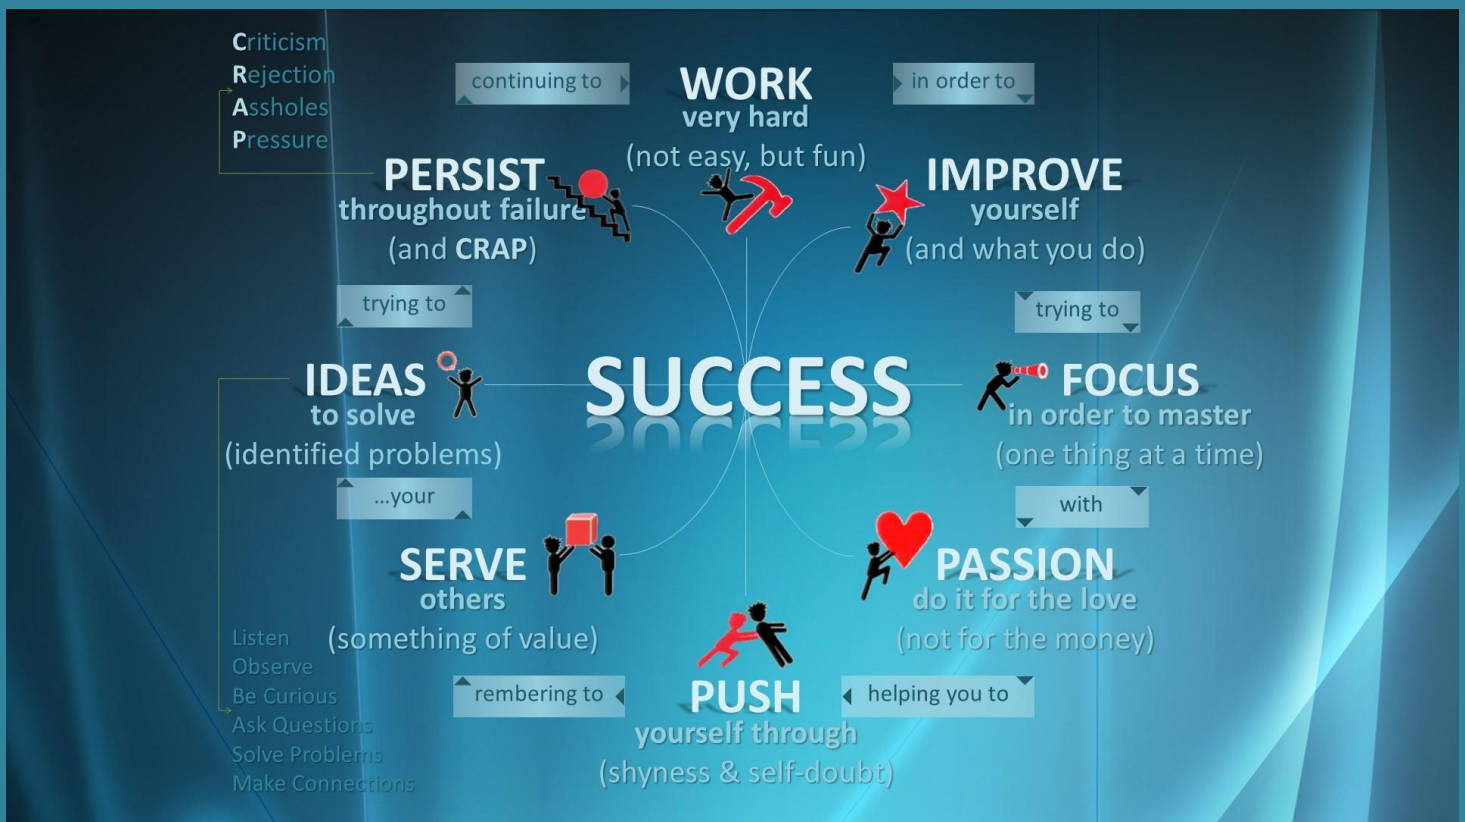 Criticism
Rejection
Assholes
Pressure
continuing to
WORK
very hard
(not easy, but fun)
in order to
PERSIST
throughout failure
(and CRAP)
IMPROVE
yourself
(and what you do)
trying to
trying to
IDEAS
to solve
(identified problems)
SUCCESS
FOCUS
in order to master
(one thing at a time)
...your
with
SERVE
others
(something of value)
PASSION
do it for the love
(not for the money)
Listen
Observe
Be Curious
Ask Questions
Solve Problems
Make Connections
rembering to
PUSH
yourself through
(shyness & self-doubt)
helping you to